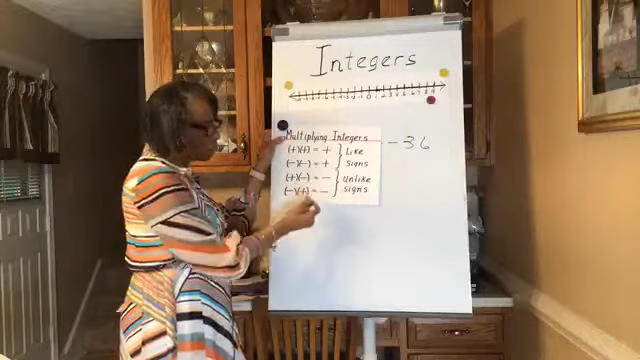 Integers
Multiplying Integers
(+)(+) = + } Like
(−)(−) = + } Signs
(+)(−) = − } Unlike
(−)(+) = − } Signs
−36